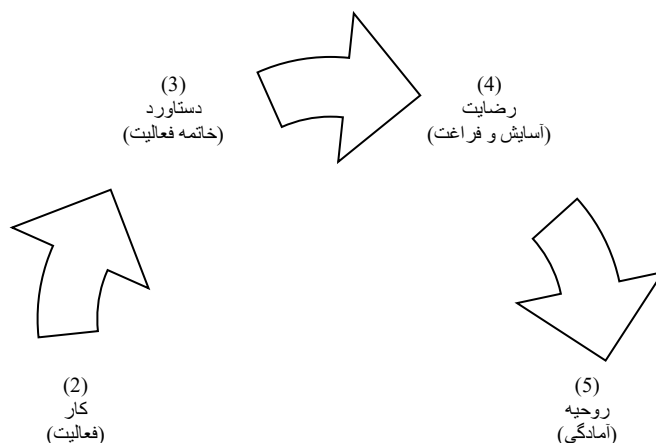 (3)
دستاورد
(خاتمه فعالیت)
(4)
رضایت
(آسایش و فراغت)
(2)
کار
(فعالیت)
(5)
روحیه
(آمادگی)